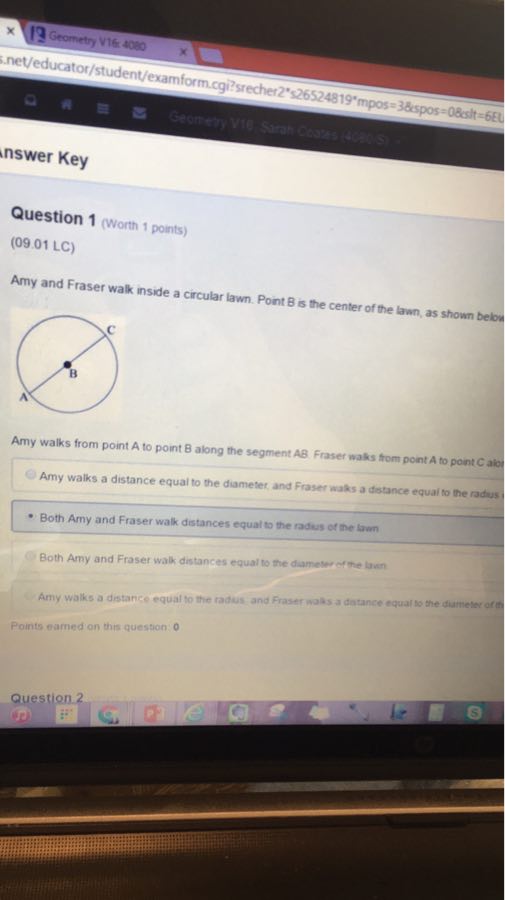 Geometry V16: 4080
s.net/educator/student/examform.cgi?srecher2*s26524819*mpos=3&spos=0&slt=6EU
Geometry V16, Sarah Coates (4080-S)
Answer Key
Question 1 (Worth 1 points)
(09.01 LC)
Amy and Fraser walk inside a circular lawn. Point B is the center of the lawn, as shown below
C
B
A
Amy walks from point A to point B along the segment AB. Fraser walks from point A to point C alon
Amy walks a distance equal to the diameter, and Fraser walks a distance equal to the radius
Both Amy and Fraser walk distances equal to the radius of the lawn
Both Amy and Fraser walk distances equal to the diameter of the lawn
Amy walks a distance equal to the radius, and Fraser walks a distance equal to the diameter of th
Points earned on this question: 0
Question 2